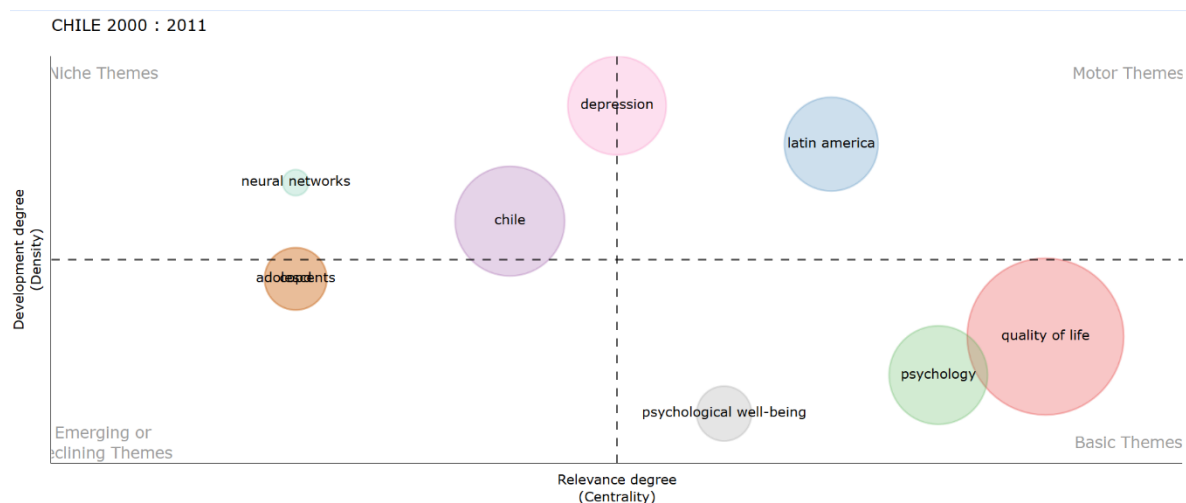 CHILE 2000 : 2011
Niche Themes
Motor Themes
depression
latin america
neural networks
chile
adolescents
quality of life
psychology
psychological well-being
Emerging or
eclining Themes
Basic Themes
Development degree
(Density)
Relevance degree
(Centrality)